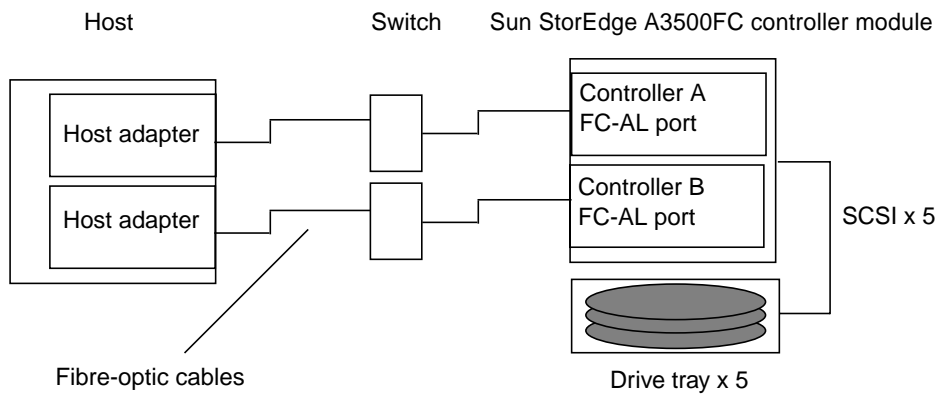 Host
Switch
Sun StorEdge A3500FC controller module
Host adapter
Host adapter
Controller A
FC-AL port
Controller B
FC-AL port
SCSI x 5
Fibre-optic cables
Drive tray x 5